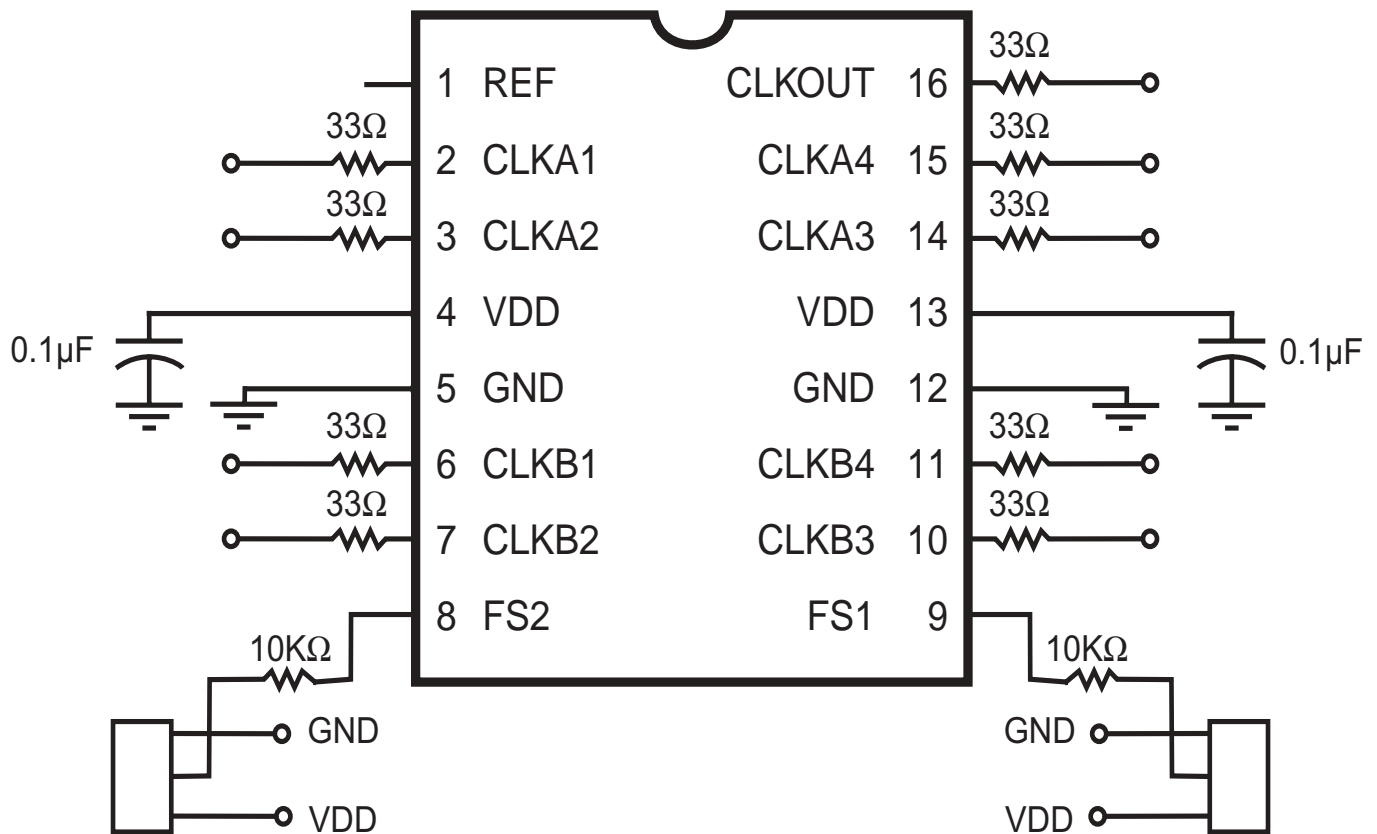 33Ω
1 REF CLKOUT 16
33Ω 33Ω
2 CLKA1 CLKA4 15
33Ω 33Ω
3 CLKA2 CLKA3 14
4 VDD VDD 13
0.1µF 0.1µF
5 GND GND 12
33Ω 33Ω
6 CLKB1 CLKB4 11
33Ω 33Ω
7 CLKB2 CLKB3 10
8 FS2 FS1 9
10KΩ 10KΩ
GND GND
VDD VDD